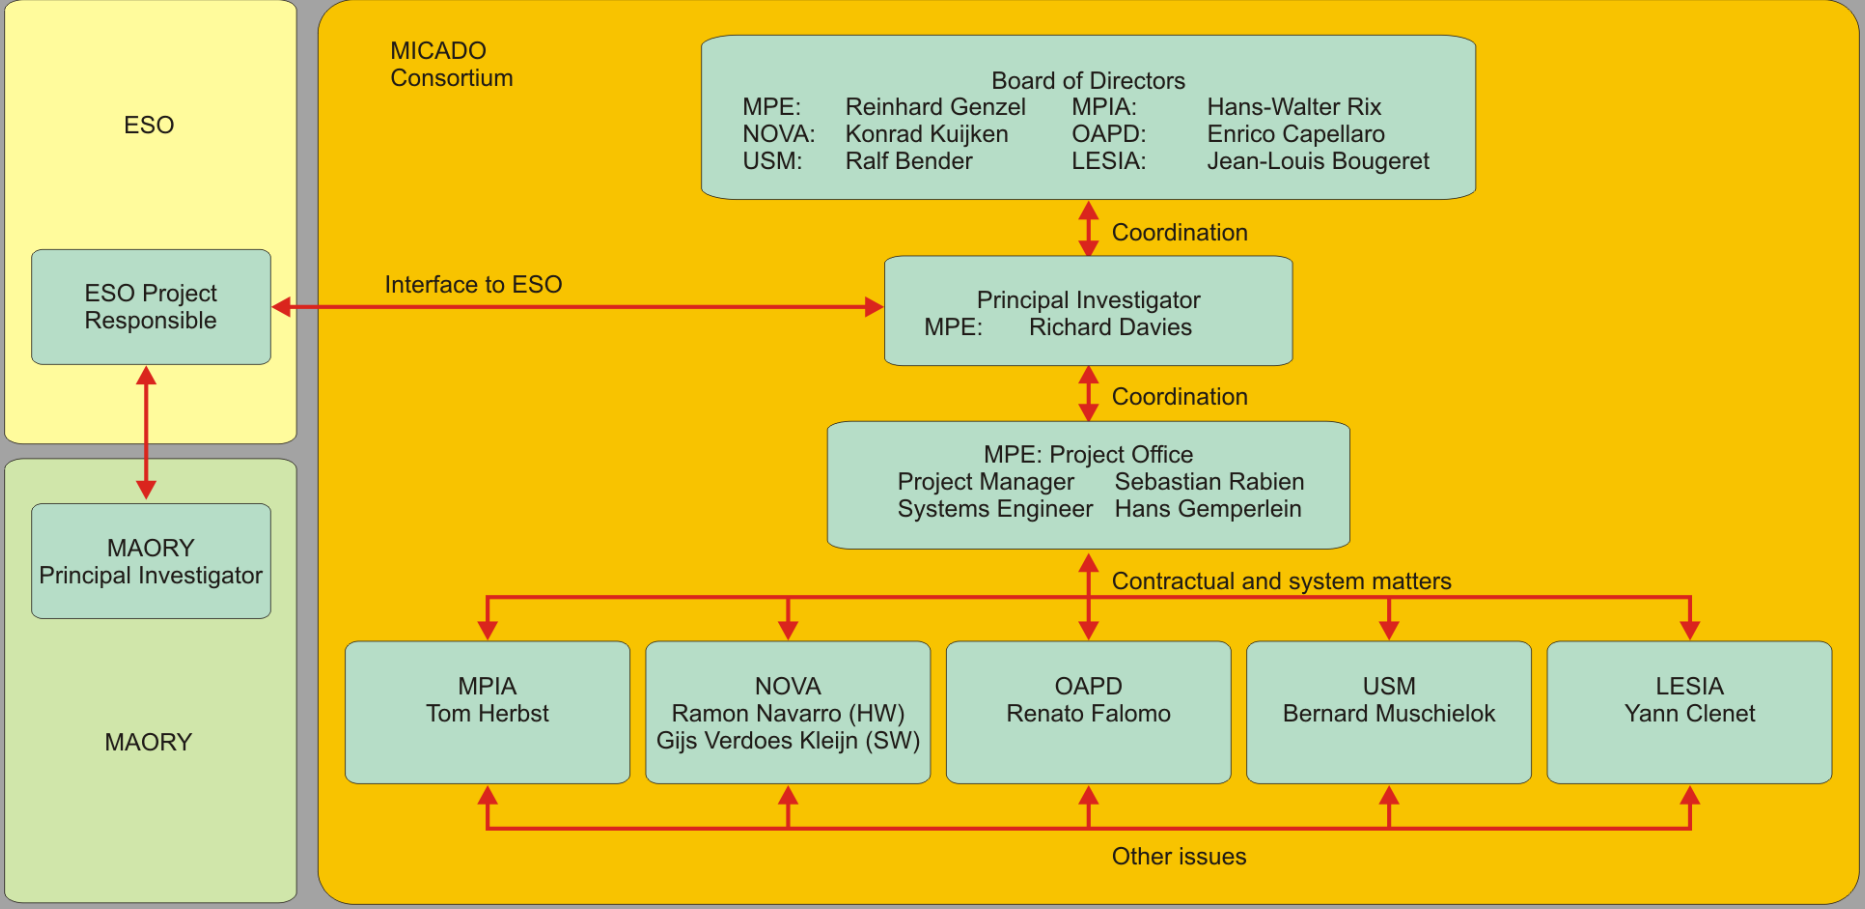 ESO
ESO Project
Responsible
MAORY
Principal Investigator
MAORY
MICADO
Consortium
Board of Directors
MPE: Reinhard Genzel MPIA: Hans-Walter Rix
NOVA: Konrad Kuijken OAPD: Enrico Capellaro
USM: Ralf Bender LESIA: Jean-Louis Bougeret
Coordination
Interface to ESO
Principal Investigator
MPE: Richard Davies
Coordination
MPE: Project Office
Project Manager Sebastian Rabien
Systems Engineer Hans Gemperlein
Contractual and system matters
MPIA
Tom Herbst
NOVA
Ramon Navarro (HW)
Gijs Verdoes Kleijn (SW)
OAPD
Renato Falomo
USM
Bernard Muschielok
LESIA
Yann Clenet
Other issues